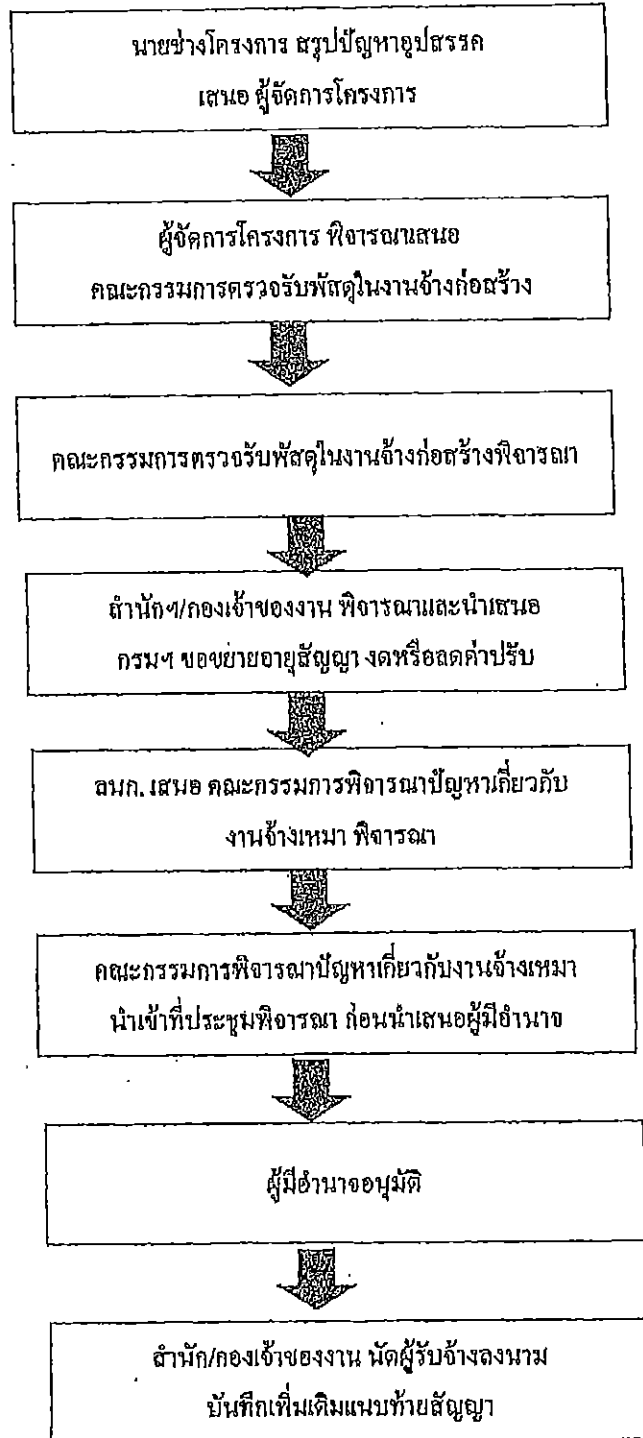 นายช่างโครงการ สรุปปัญหาอุปสรรค
เสนอ ผู้จัดการโครงการ
ผู้จัดการโครงการ พิจารณาเสนอ
คณะกรรมการตรวจรับพัสดุในงานจ้างก่อสร้าง
คณะกรรมการตรวจรับพัสดุในงานจ้างก่อสร้างพิจารณา
สำนักฯ/กองเจ้าของงาน พิจารณาและนำเสนอ
กรมฯ ขอขยายอายุสัญญา งดหรือลดค่าปรับ
ลนก. เสนอ คณะกรรมการพิจารณาปัญหาเกี่ยวกับ
งานจ้างเหมา พิจารณา
คณะกรรมการพิจารณาปัญหาเกี่ยวกับงานจ้างเหมา
นำเข้าที่ประชุมพิจารณา ก่อนนำเสนอผู้มีอำนาจ
ผู้มีอำนาจอนุมัติ
สำนัก/กองเจ้าของงาน นัดผู้รับจ้างลงนาม
บันทึกเพิ่มเติมแนบท้ายสัญญา